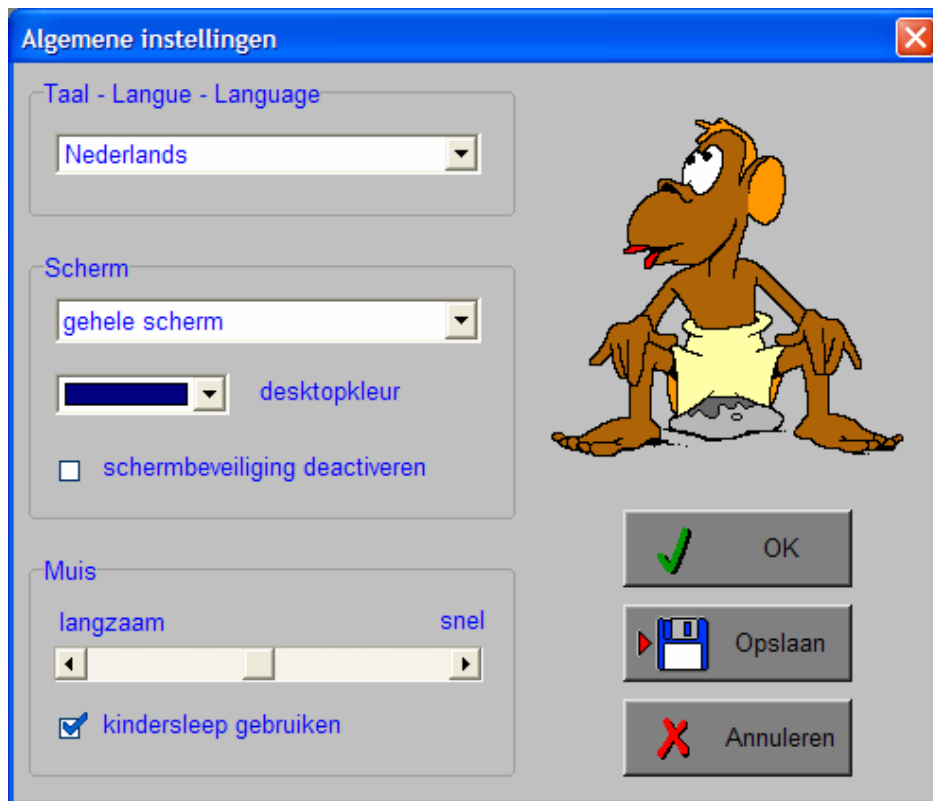 Algemene instellingen
Taal - Langue - Language
Nederlands
Scherm
gehele scherm
desktopkleur
schermbeveiliging deactiveren
Muis
langzaam snel
kindersleep gebruiken
OK
Opslaan
Annuleren